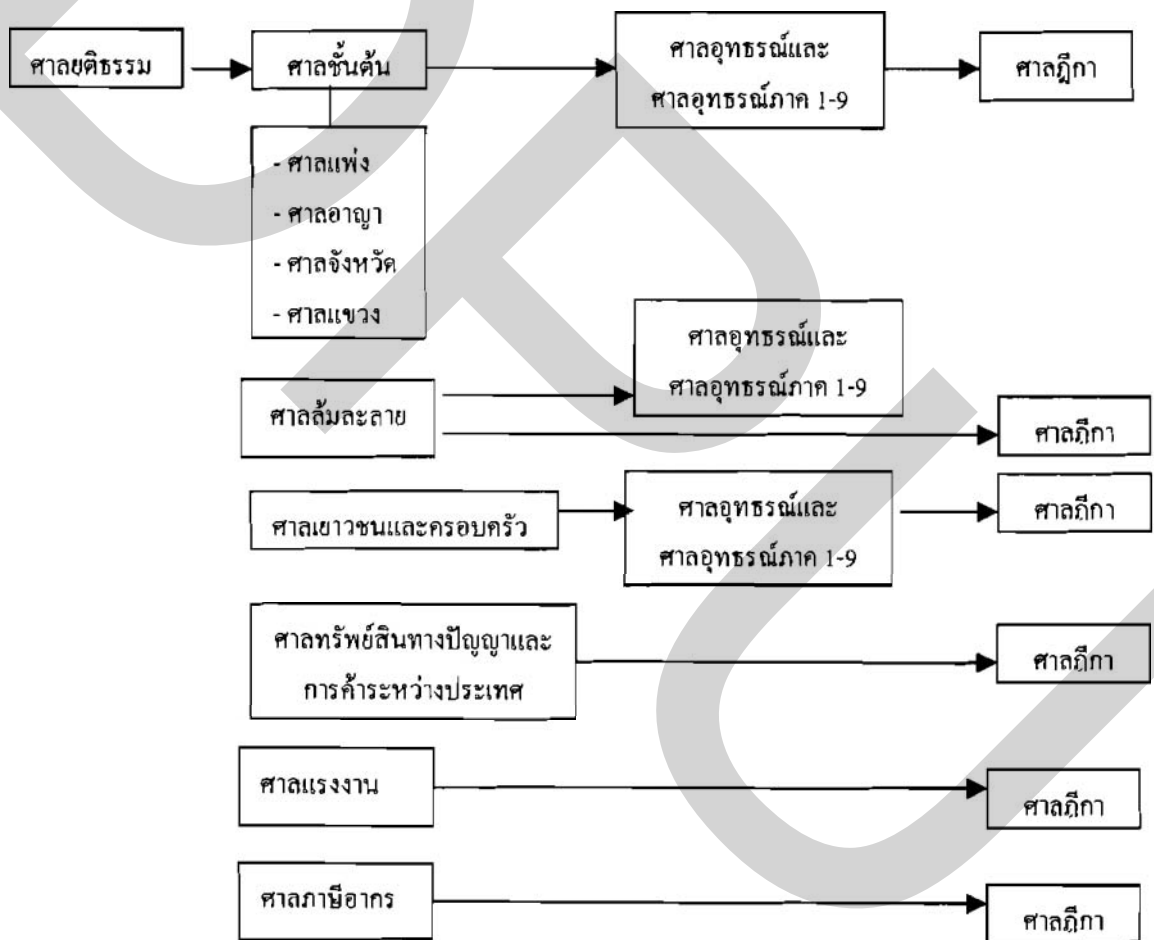 ศาลยุติธรรม
ศาลชั้นต้น
ศาลอุทธรณ์และ
ศาลอุทธรณ์ภาค 1-9
ศาลฎีกา
- ศาลแพ่ง
- ศาลอาญา
- ศาลจังหวัด
- ศาลแขวง
ศาลล้มละลาย
ศาลอุทธรณ์และ
ศาลอุทธรณ์ภาค 1-9
ศาลฎีกา
ศาลเยาวชนและครอบครัว
ศาลอุทธรณ์และ
ศาลอุทธรณ์ภาค 1-9
ศาลฎีกา
ศาลทรัพย์สินทางปัญญาและ
การค้าระหว่างประเทศ
ศาลฎีกา
ศาลแรงงาน
ศาลฎีกา
ศาลภาษีอากร
ศาลฎีกา